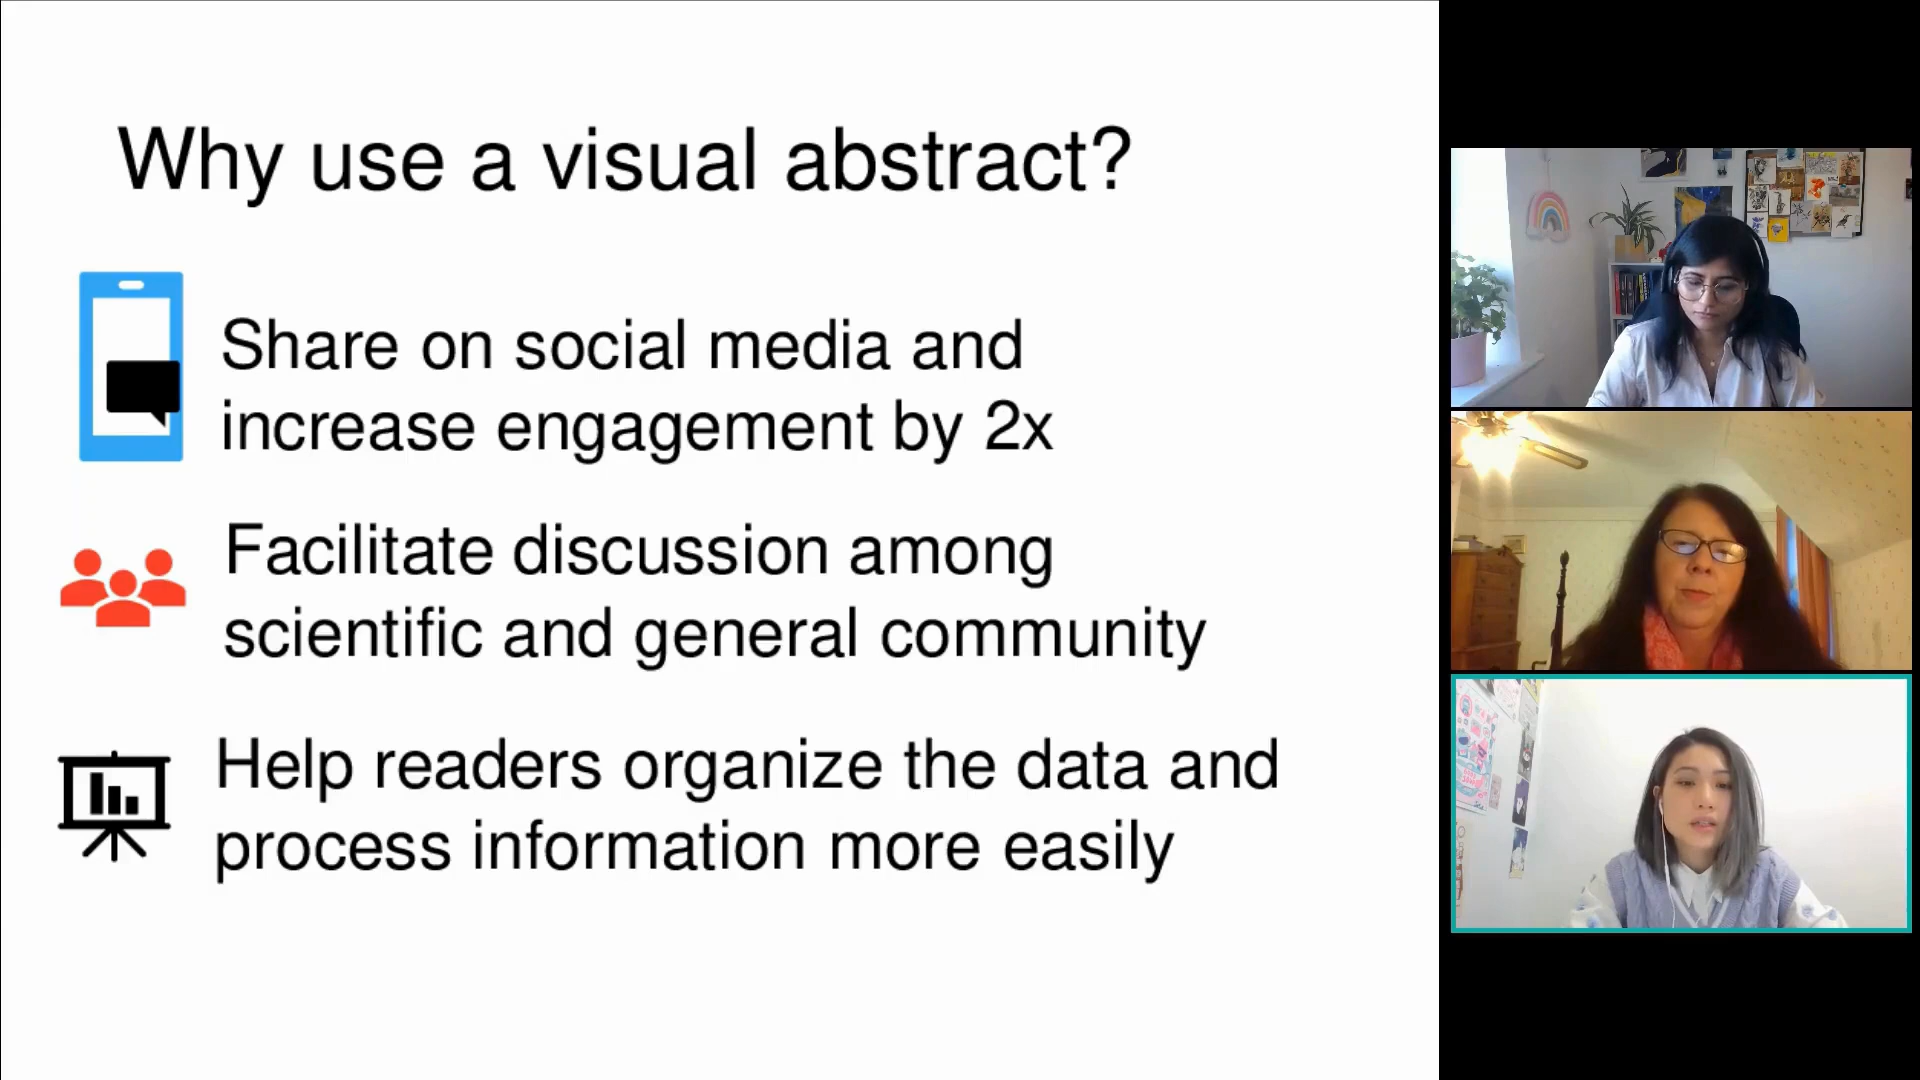 Why use a visual abstract?
Share on social media and
increase engagement by 2x
Facilitate discussion among
scientific and general community
Help readers organize the data and
process information more easily